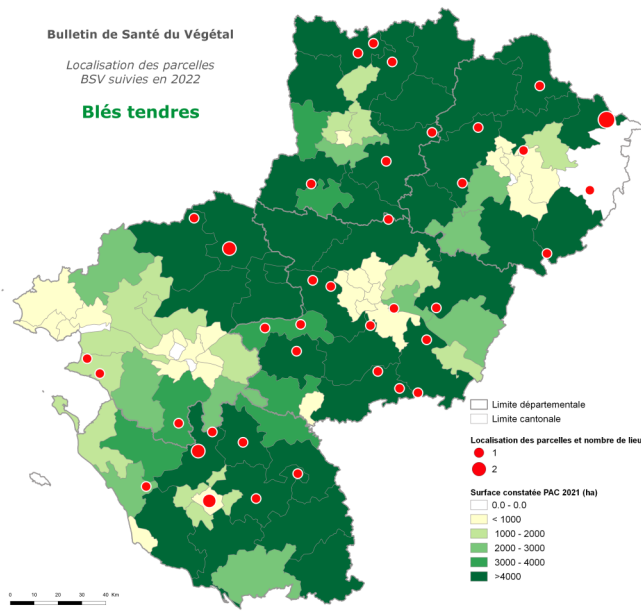 Bulletin de Santé du Végétal
Localisation des parcelles
BSV suivies en 2022
Blés tendres
Limite départementale
Limite cantonale
Localisation des parcelles et nombre de lieu
1
2
Surface constatée PAC 2021 (ha)
0.0 - 0.0
< 1000
1000 - 2000
2000 - 3000
3000 - 4000
>4000
0 10 20 30 40 Km